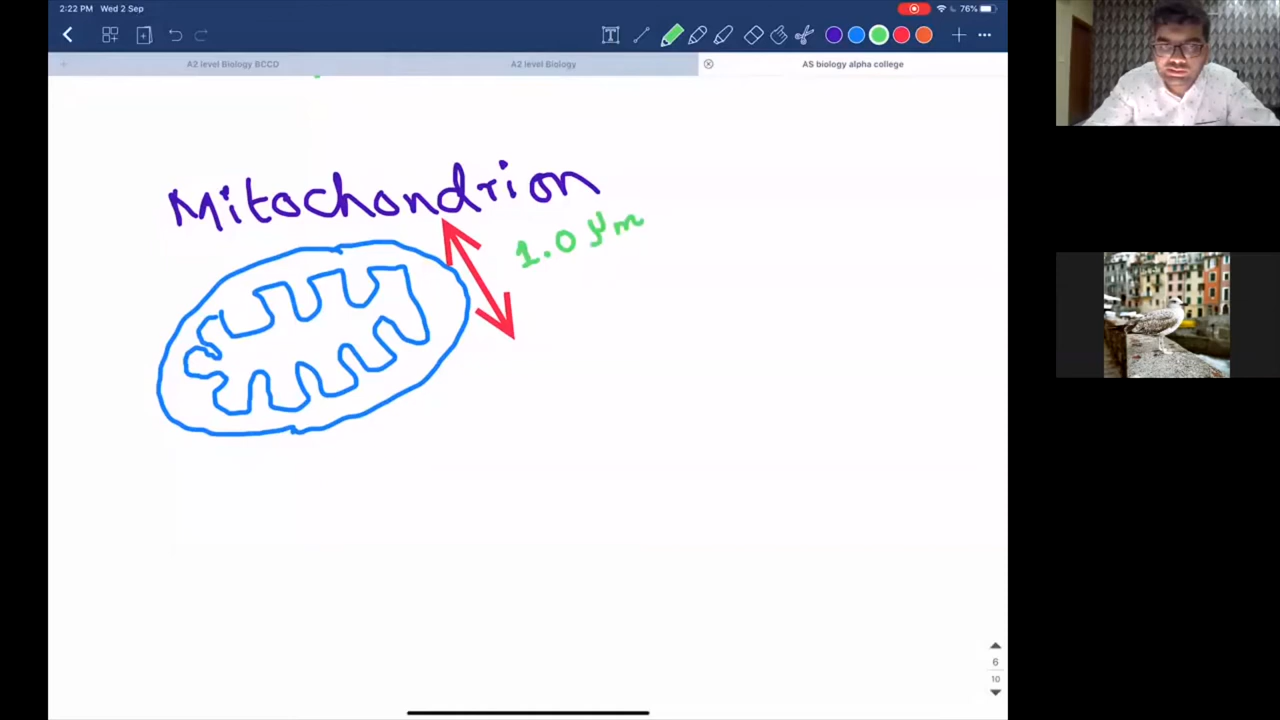 2:22 PM Wed 2 Sep
76%
A2 level Biology BCCD
A2 level Biology
AS biology alpha college
Mitochondrion
1.0 μm
6
10